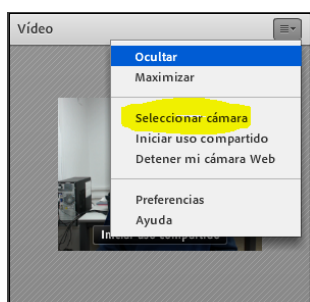 Vídeo
Ocultar
Maximizar
Seleccionar cámara
Iniciar uso compartido
Detener mi cámara Web
Preferencias
Ayuda
Iniciar uso compartido